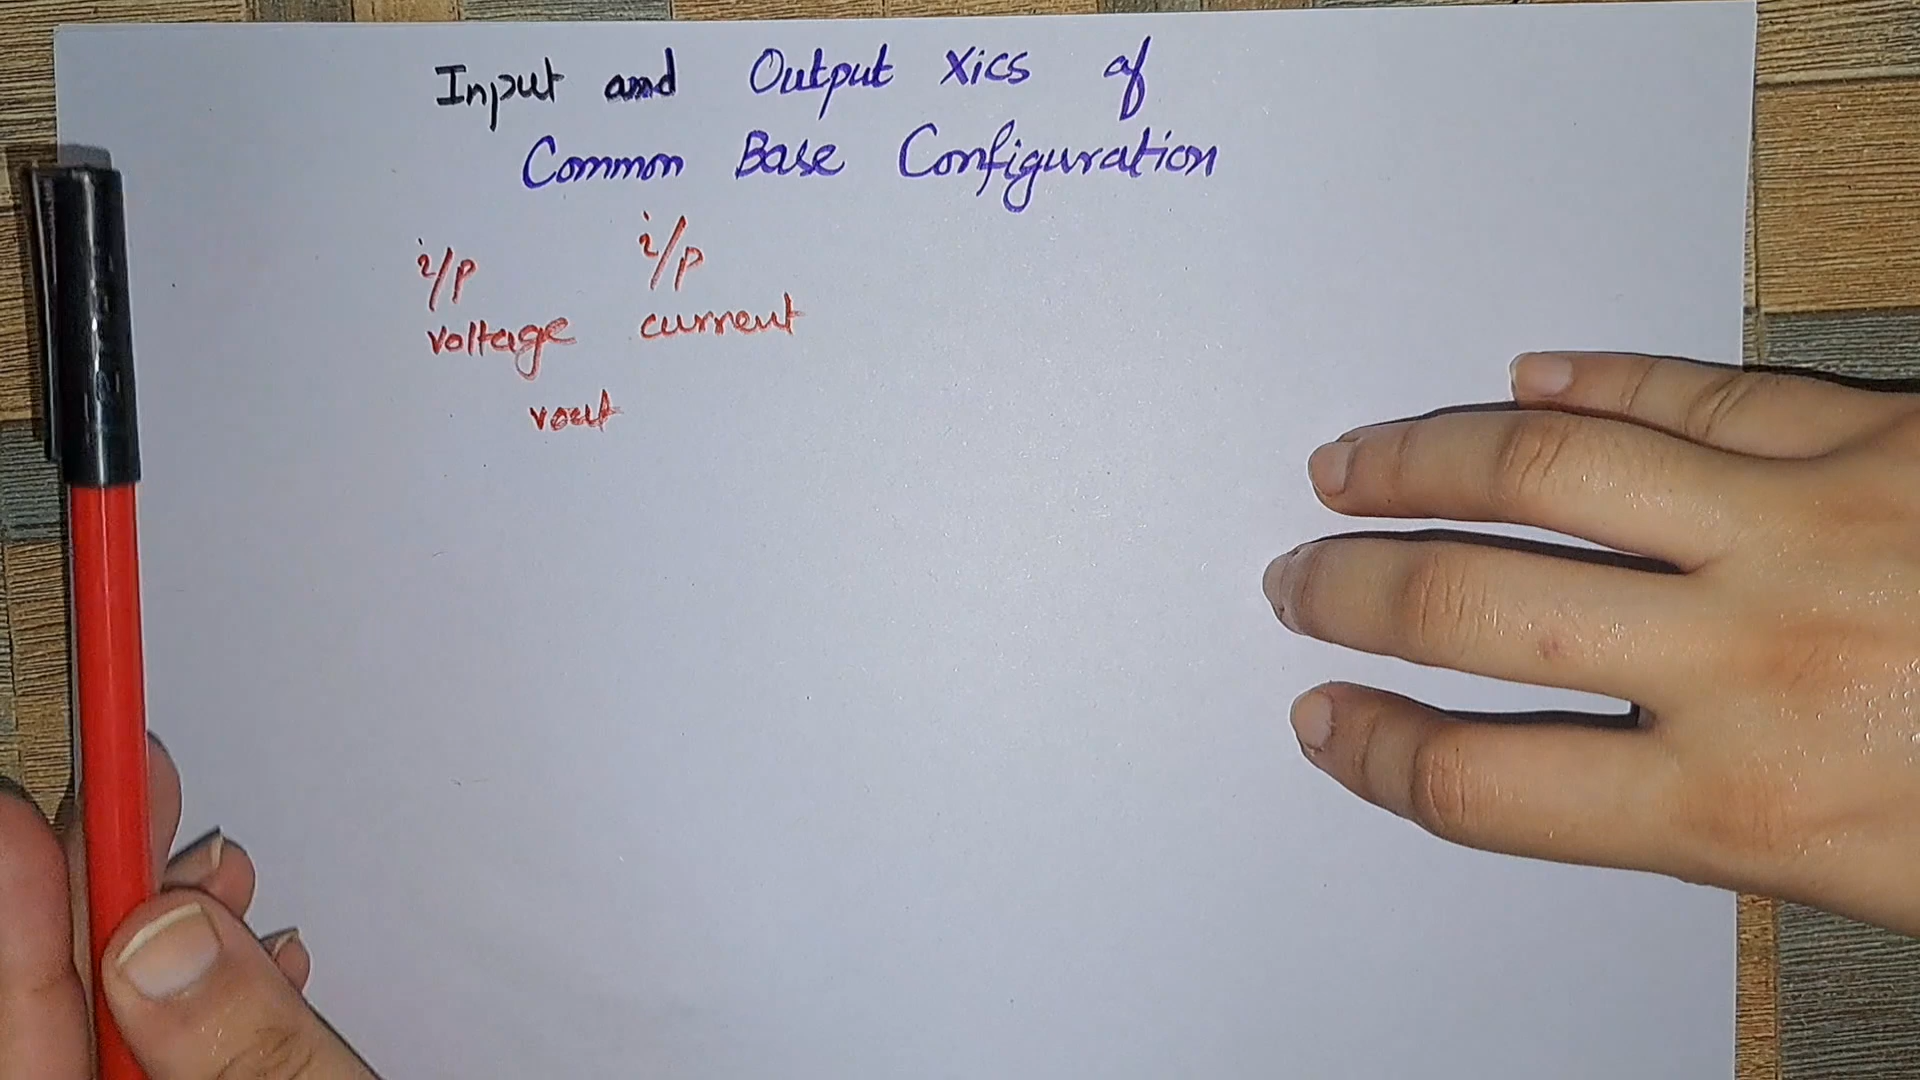 Input and Output Xics of
Common Base Configuration
i/p i/p
voltage current
vout